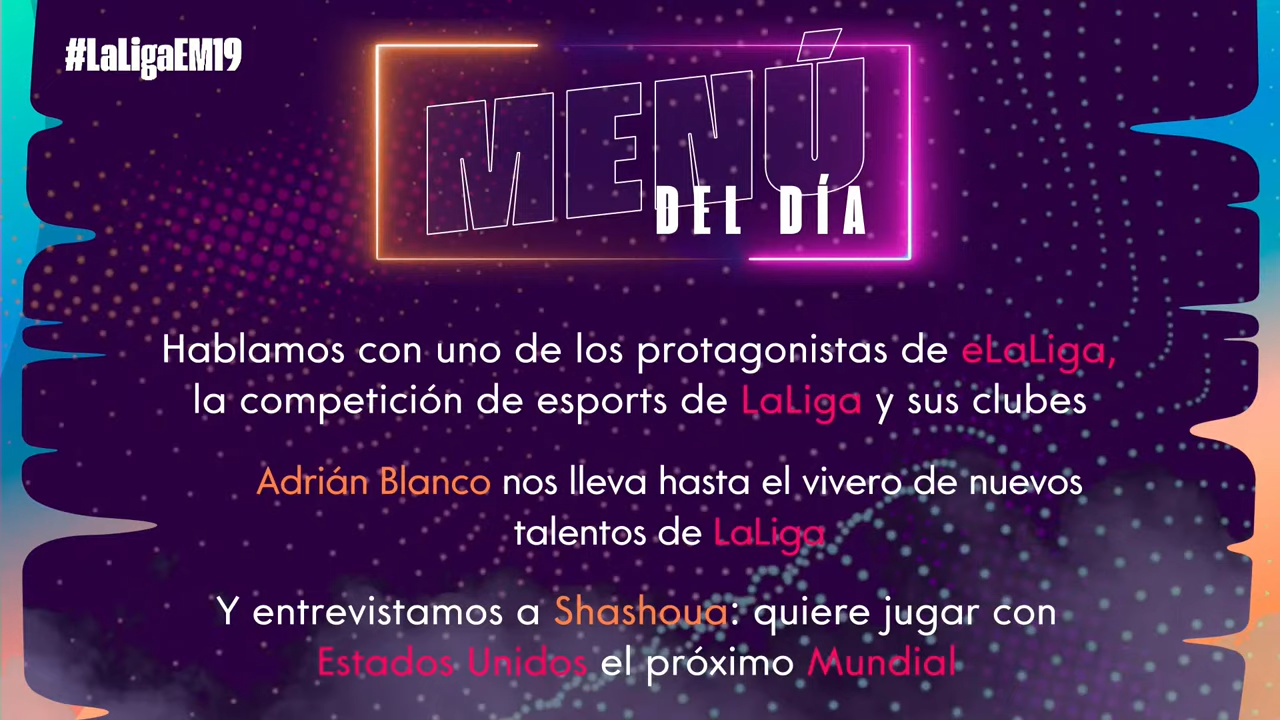 #LaLigaEM19
MENÚ
DEL DÍA
Hablamos con uno de los protagonistas de eLaLiga,
la competición de esports de LaLiga y sus clubes
Adrián Blanco nos lleva hasta el vivero de nuevos
talentos de LaLiga
Y entrevistamos a Shashoua: quiere jugar con
Estados Unidos el próximo Mundial